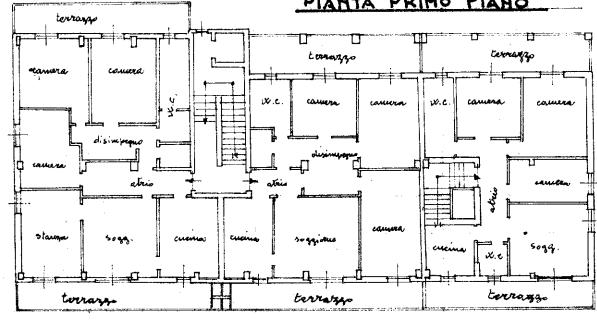 PIANTA PRIMO PIANO
terrazzo
terrazzo
terrazzo
camera
camera
w.c.
w.c.
camera
camera
w.c.
camera
camera
disimpegno
disimpegno
camera
camera
atrio
atrio
atrio
stanza
sogg.
cucina
cucina
soggiorno
camera
cucina
w.c
sogg.
terrazzo
terrazzo
terrazzo